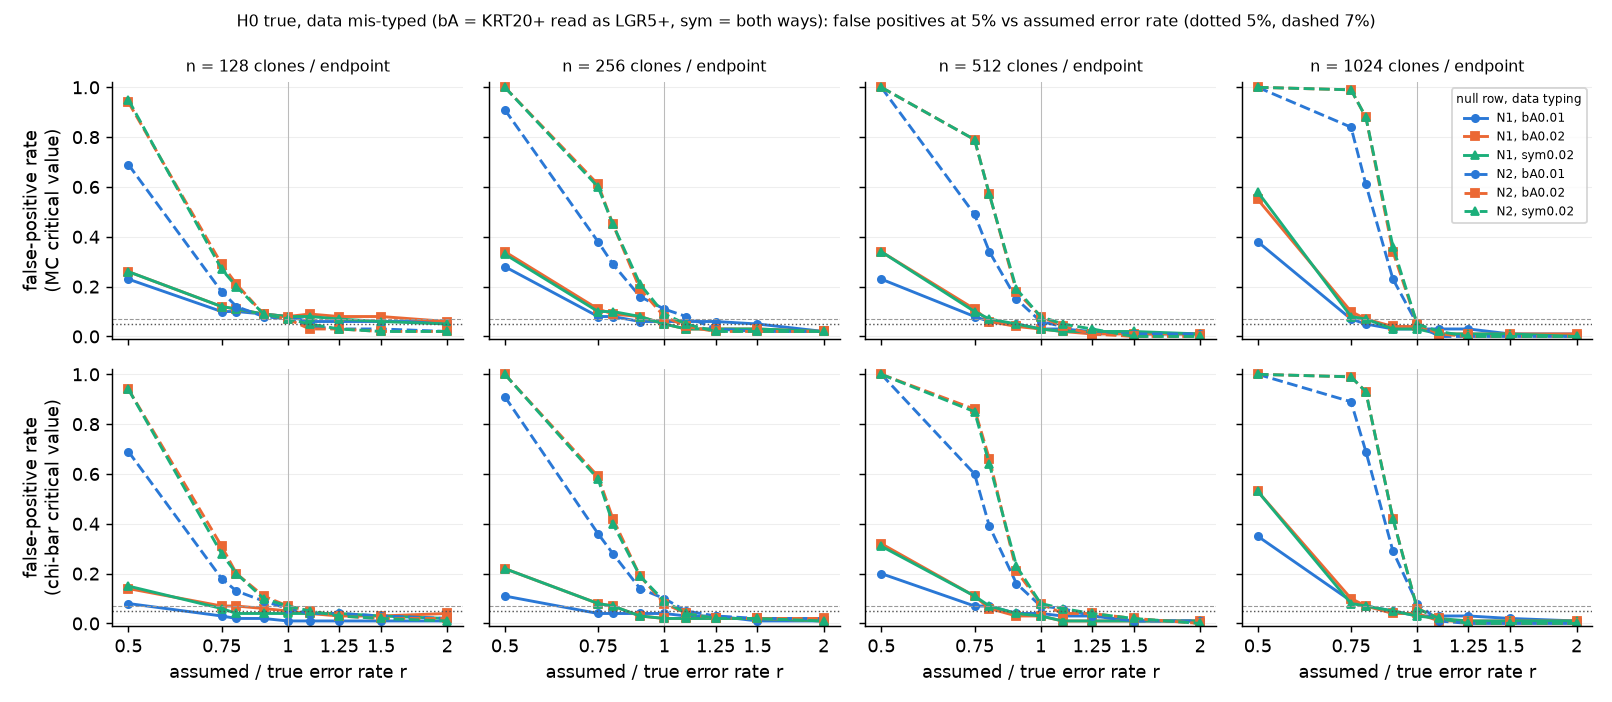 H0 true, data mis-typed (bA = KRT20+ read as LGR5+, sym = both ways): false positives at 5% vs assumed error rate (dotted 5%, dashed 7%)
n = 128 clones / endpoint
n = 256 clones / endpoint
n = 512 clones / endpoint
n = 1024 clones / endpoint
false-positive rate
(MC critical value)
1.0
0.8
0.6
0.4
0.2
0.0
null row, data typing
N1, bA0.01
N1, bA0.02
N1, sym0.02
N2, bA0.01
N2, bA0.02
N2, sym0.02
false-positive rate
(chi-bar critical value)
1.0
0.8
0.6
0.4
0.2
0.0
0.5 0.75 1 1.25 1.5 2
0.5 0.75 1 1.25 1.5 2
0.5 0.75 1 1.25 1.5 2
0.5 0.75 1 1.25 1.5 2
assumed / true error rate r
assumed / true error rate r
assumed / true error rate r
assumed / true error rate r